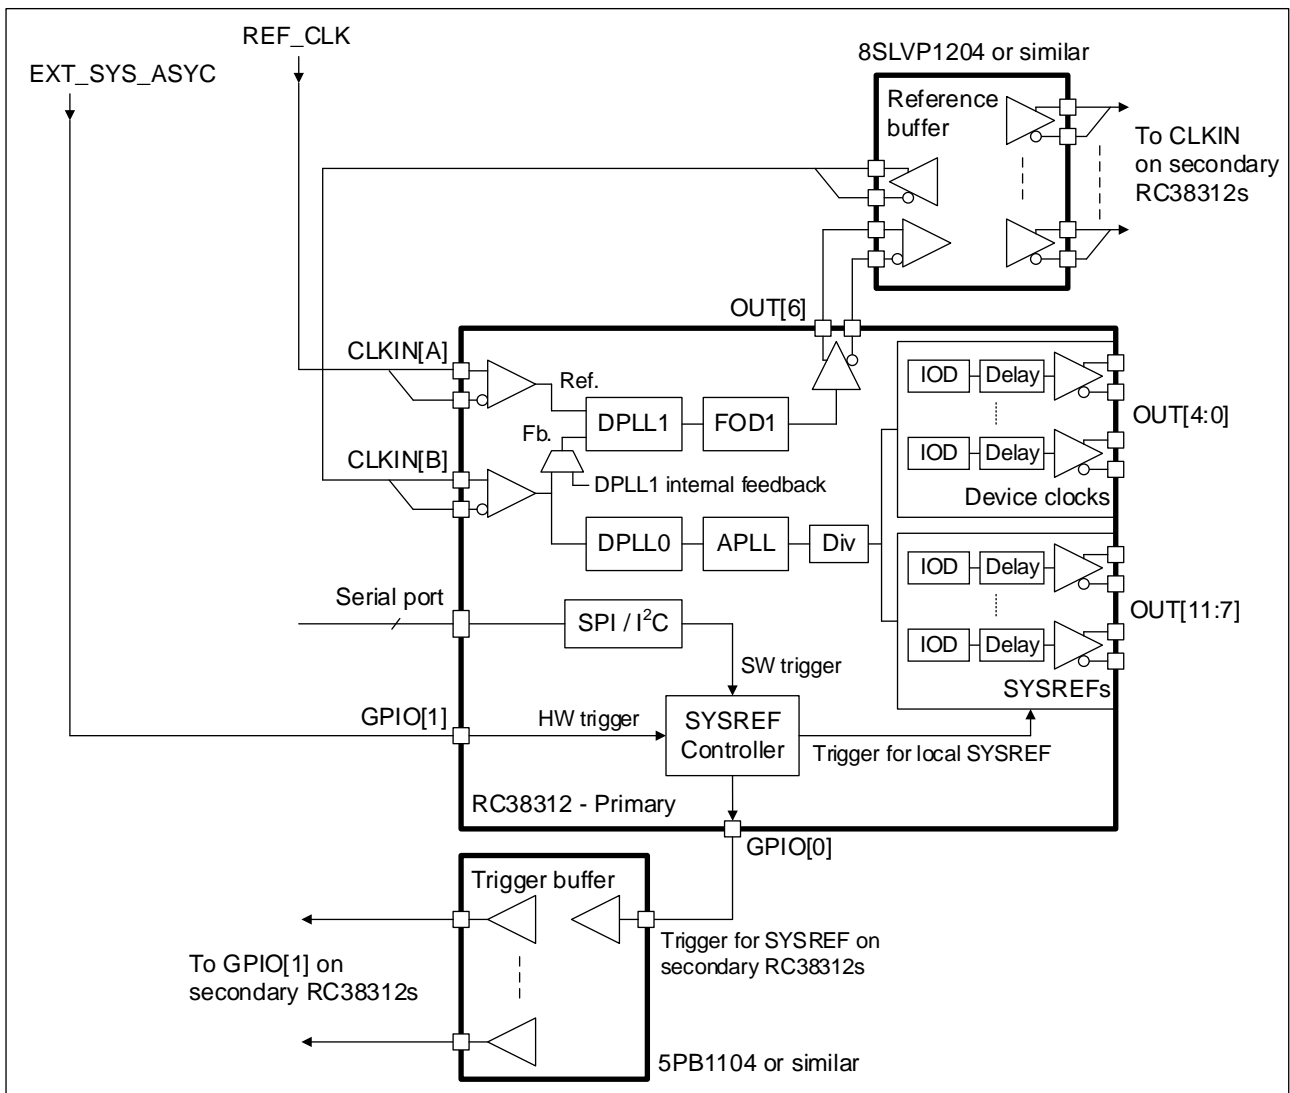 REF_CLK
EXT_SYS_ASYC
8SLVP1204 or similar
Reference
buffer
To CLKIN
on secondary
RC38312s
OUT[6]
CLKIN[A]
Ref.
DPLL1
FOD1
Fb.
CLKIN[B]
DPLL1 internal feedback
DPLL0
APLL
Div
IOD
Delay
IOD
Delay
Device clocks
OUT[4:0]
IOD
Delay
IOD
Delay
SYSREFs
OUT[11:7]
Serial port
SPI / I²C
SW trigger
GPIO[1]
HW trigger
SYSREF
Controller
Trigger for local SYSREF
RC38312 - Primary
GPIO[0]
Trigger buffer
Trigger for SYSREF on
secondary RC38312s
To GPIO[1] on
secondary RC38312s
5PB1104 or similar